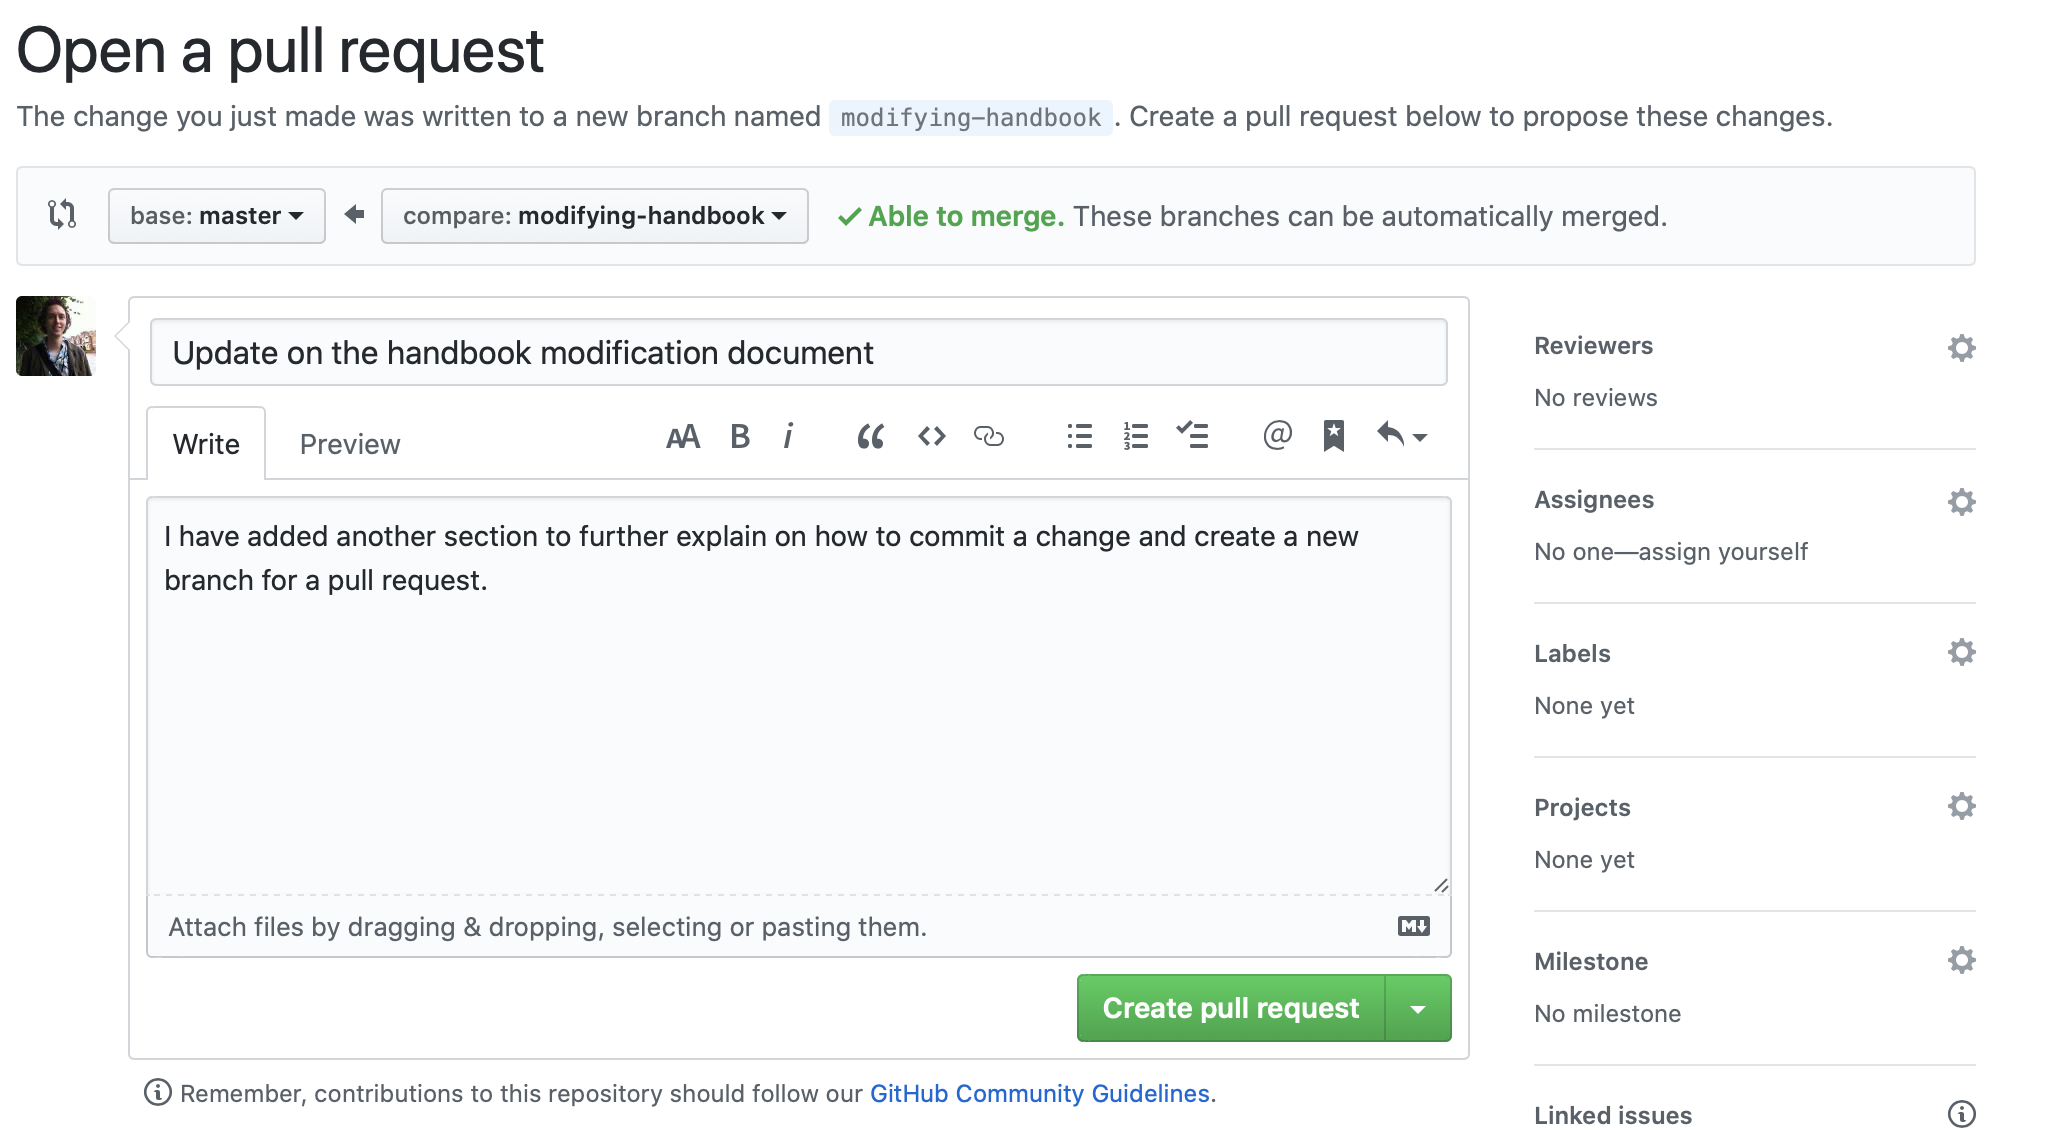 Open a pull request
The change you just made was written to a new branch named modifying-handbook. Create a pull request below to propose these changes.
base: master compare: modifying-handbook Able to merge. These branches can be automatically merged.
Update on the handbook modification document
Write Preview AA B i
I have added another section to further explain on how to commit a change and create a new
branch for a pull request.
Attach files by dragging & dropping, selecting or pasting them.
Create pull request
Remember, contributions to this repository should follow our GitHub Community Guidelines.
Reviewers
No reviews
Assignees
No one—assign yourself
Labels
None yet
Projects
None yet
Milestone
No milestone
Linked issues